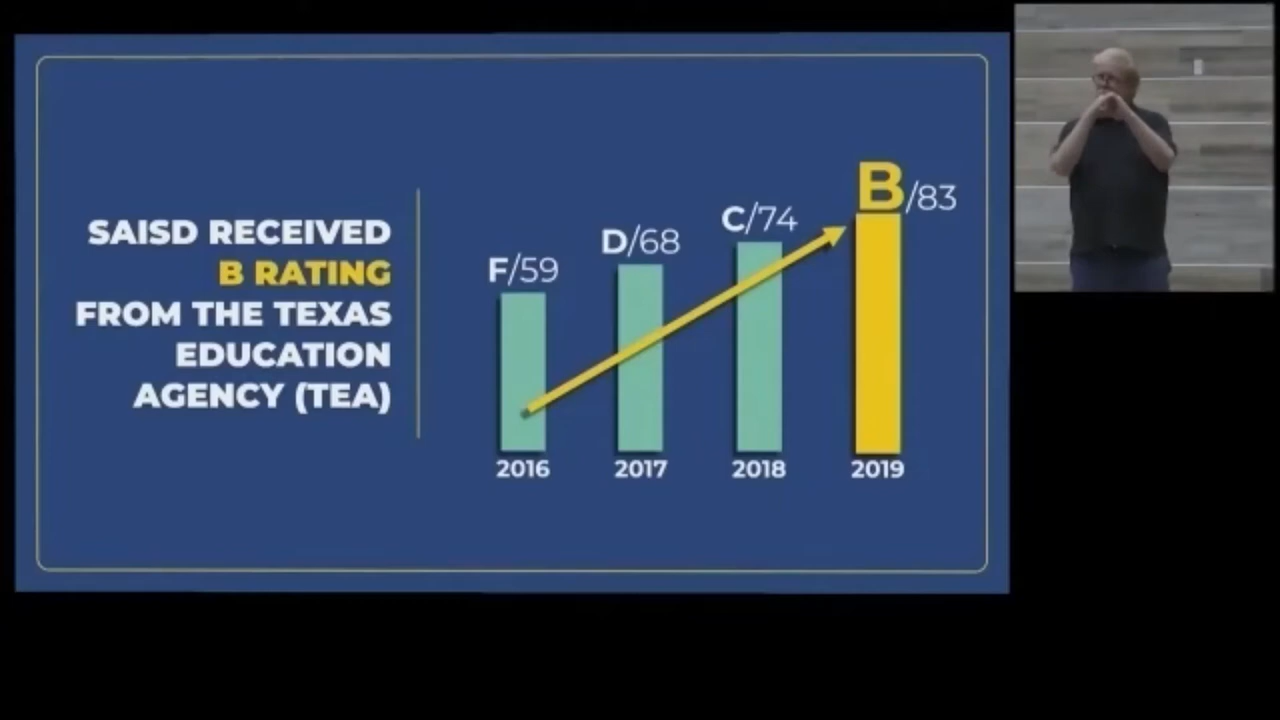 SAISD RECEIVED
B RATING
FROM THE TEXAS
EDUCATION
AGENCY (TEA)
F/59
D/68
C/74
B/83
2016
2017
2018
2019